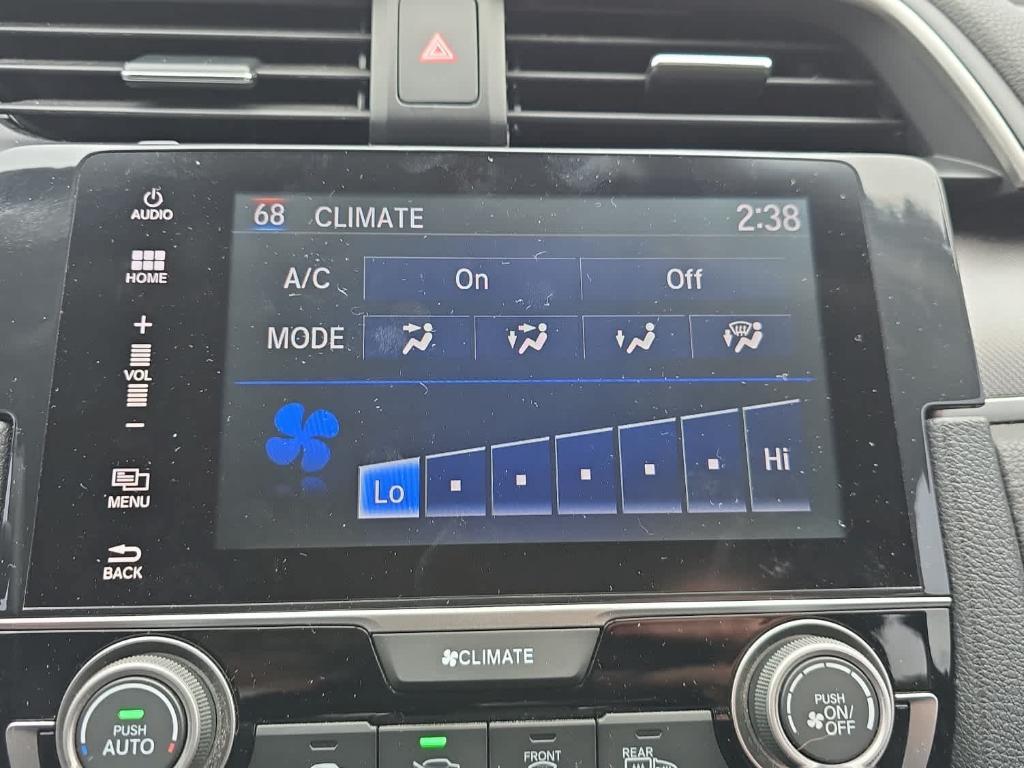 AUDIO
HOME
+
VOL
-
MENU
BACK
68 CLIMATE 2:38
A/C On Off
MODE
Lo Hi
CLIMATE
PUSH
AUTO
FRONT
REAR
PUSH
ON/
OFF